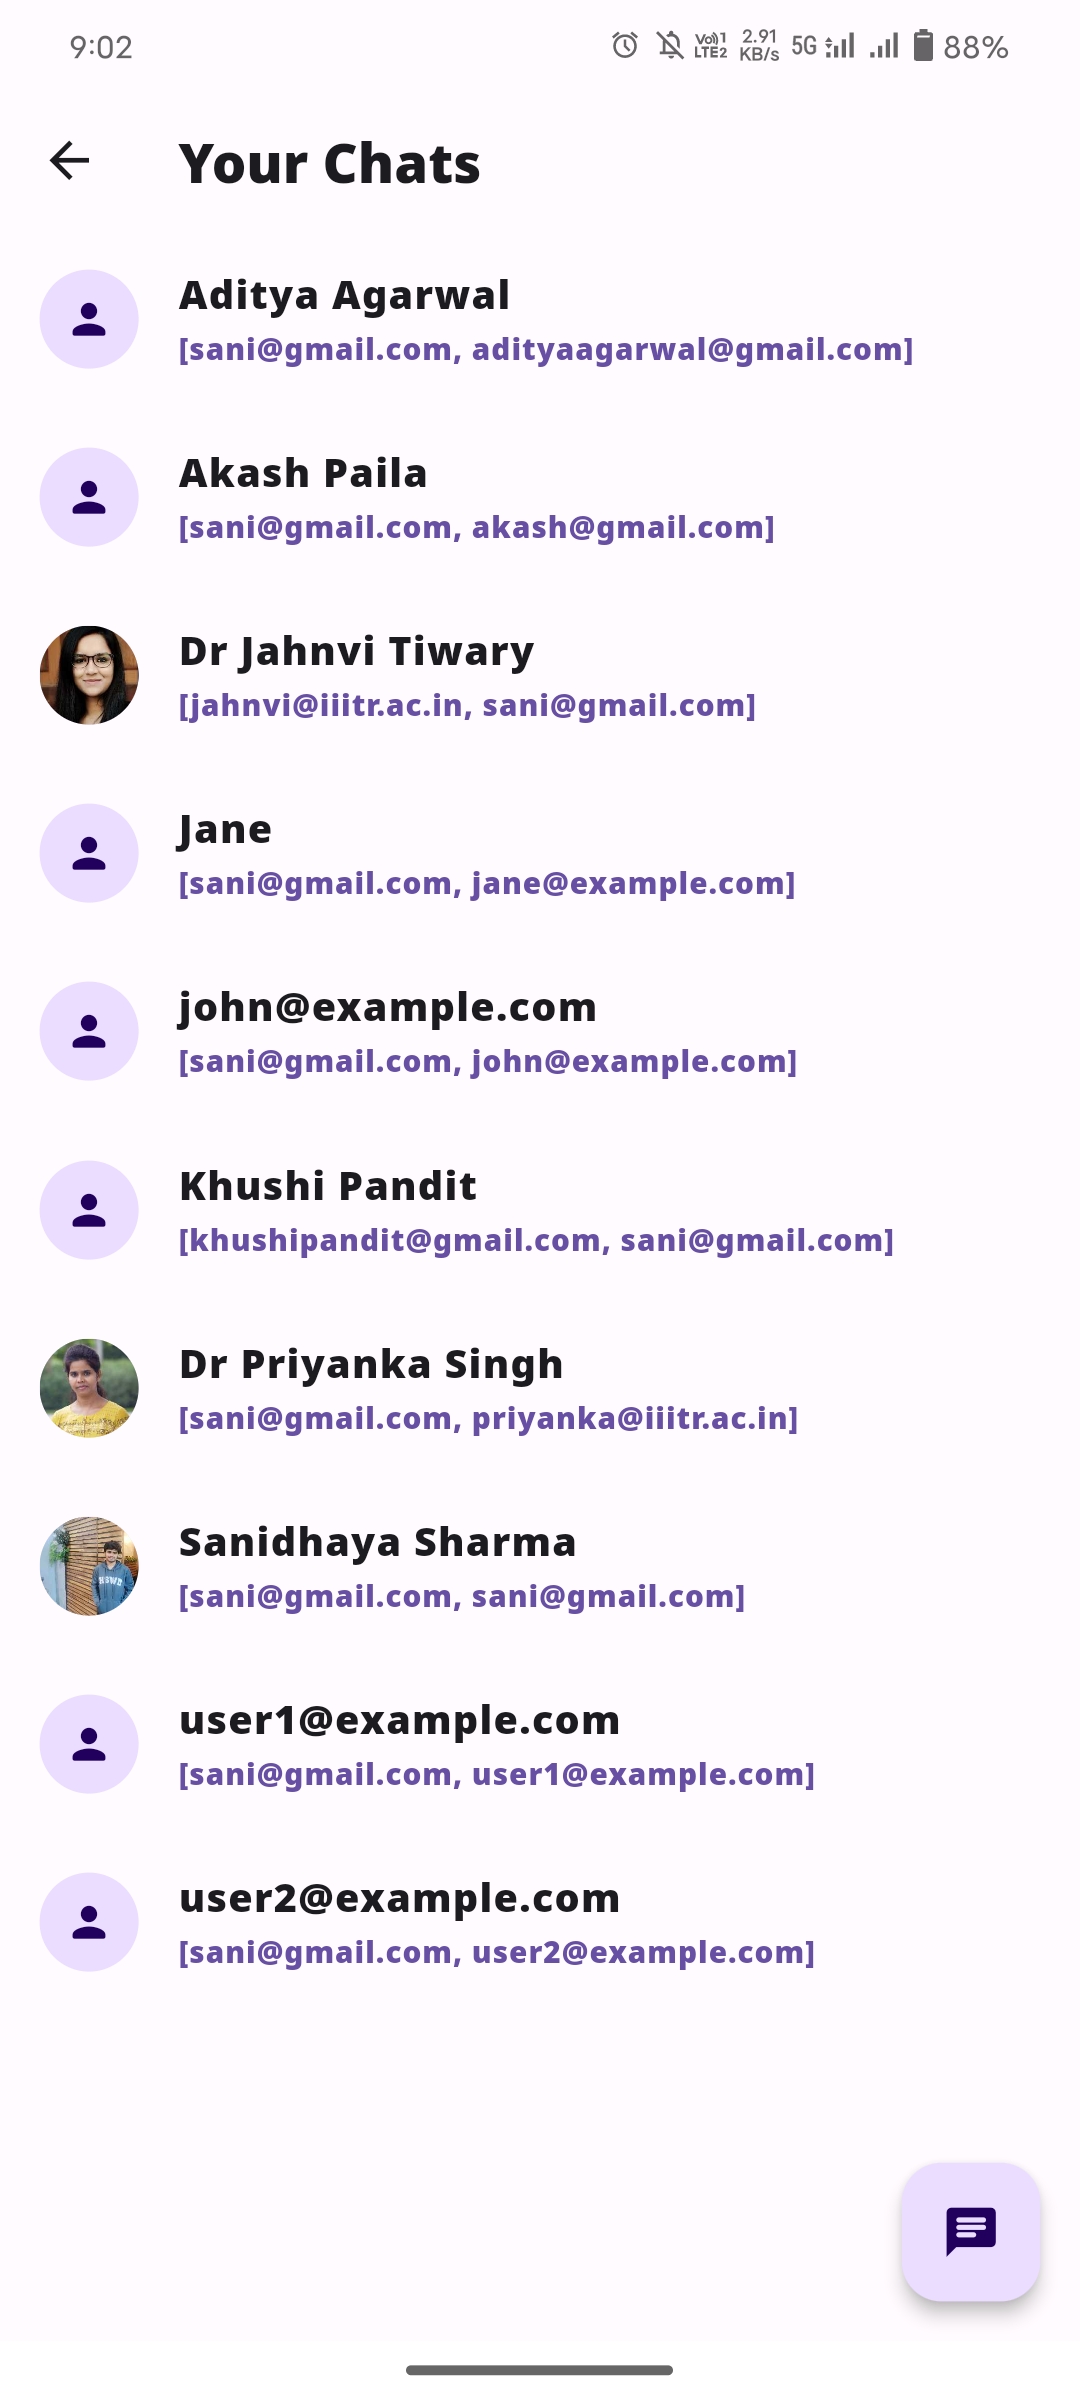 9:02
Vo)) 1
LTE2
2.91
KB/s
5G
88%
Your Chats
Aditya Agarwal
[sani@gmail.com, adityaagarwal@gmail.com]
Akash Paila
[sani@gmail.com, akash@gmail.com]
Dr Jahnvi Tiwary
[jahnvi@iiitr.ac.in, sani@gmail.com]
Jane
[sani@gmail.com, jane@example.com]
john@example.com
[sani@gmail.com, john@example.com]
Khushi Pandit
[khushipandit@gmail.com, sani@gmail.com]
Dr Priyanka Singh
[sani@gmail.com, priyanka@iiitr.ac.in]
Sanidhaya Sharma
[sani@gmail.com, sani@gmail.com]
user1@example.com
[sani@gmail.com, user1@example.com]
user2@example.com
[sani@gmail.com, user2@example.com]